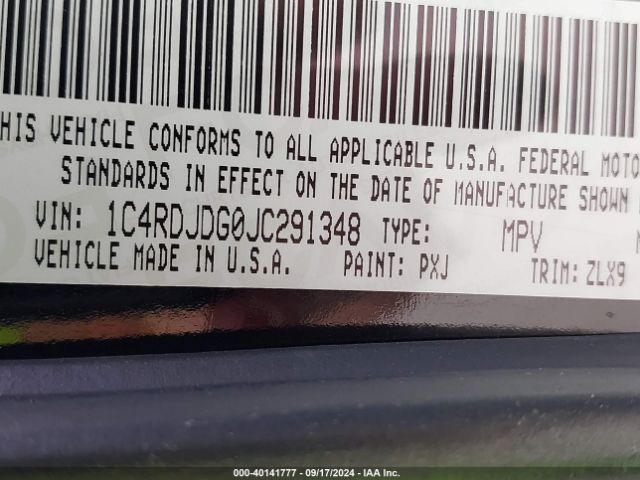 HIS VEHICLE CONFORMS TO ALL APPLICABLE U.S.A. FEDERAL MOTO
STANDARDS IN EFFECT ON THE DATE OF MANUFACTURE SHOWN
VIN: 1C4RDJDG0JC291348 TYPE: MPV
VEHICLE MADE IN U.S.A. PAINT: PXJ TRIM: ZLX9
000-40141777 - 09/17/2024 - IAA Inc.